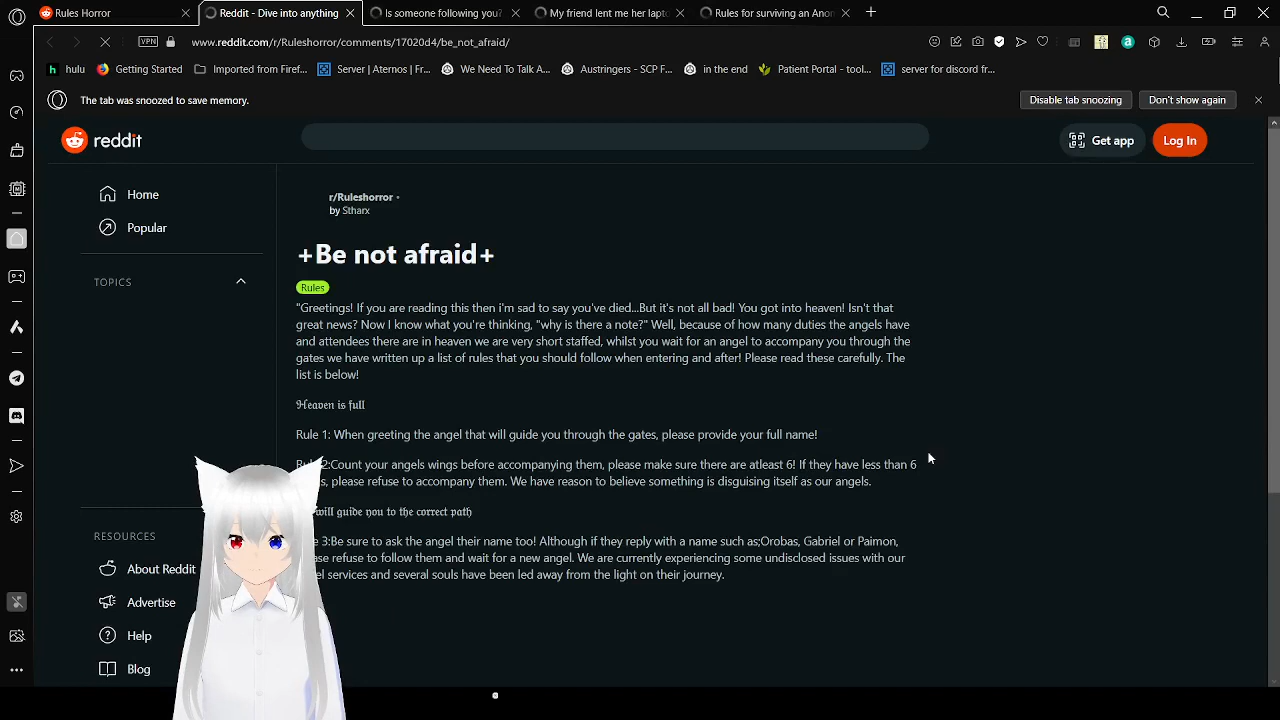 Rules Horror
Reddit - Dive into anything
Is someone following you?
My friend lent me her lapto
Rules for surviving an Anor
VPN
www.reddit.com/r/Ruleshorror/comments/17020d4/be_not_afraid/
hulu
Getting Started
Imported from Firef...
Server | Aternos | Fr...
We Need To Talk A...
Austringers - SCP F...
in the end
Patient Portal - tool...
server for discord fr...
The tab was snoozed to save memory.
Disable tab snoozing
Don't show again
reddit
Get app
Log In
Home
Popular
TOPICS
RESOURCES
About Reddit
Advertise
Help
Blog
r/Ruleshorror •
by Stharx
+Be not afraid+
Rules
"Greetings! If you are reading this then i'm sad to say you've died...But it's not all bad! You got into heaven! Isn't that
great news? Now I know what you're thinking, "why is there a note?" Well, because of how many duties the angels have
and attendees there are in heaven we are very short staffed, whilst you wait for an angel to accompany you through the
gates we have written up a list of rules that you should follow when entering and after! Please read these carefully. The
list is below!
ℌeaven is full
Rule 1: When greeting the angel that will guide you through the gates, please provide your full name!
2:Count your angels wings before accompanying them, please make sure there are atleast 6! If they have less than 6
please refuse to accompany them. We have reason to believe something is disguising itself as our angels.
will guide you to the correct path
3:Be sure to ask the angel their name too! Although if they reply with a name such as;Orobas, Gabriel or Paimon,
refuse to follow them and wait for a new angel. We are currently experiencing some undisclosed issues with our
services and several souls have been led away from the light on their journey.